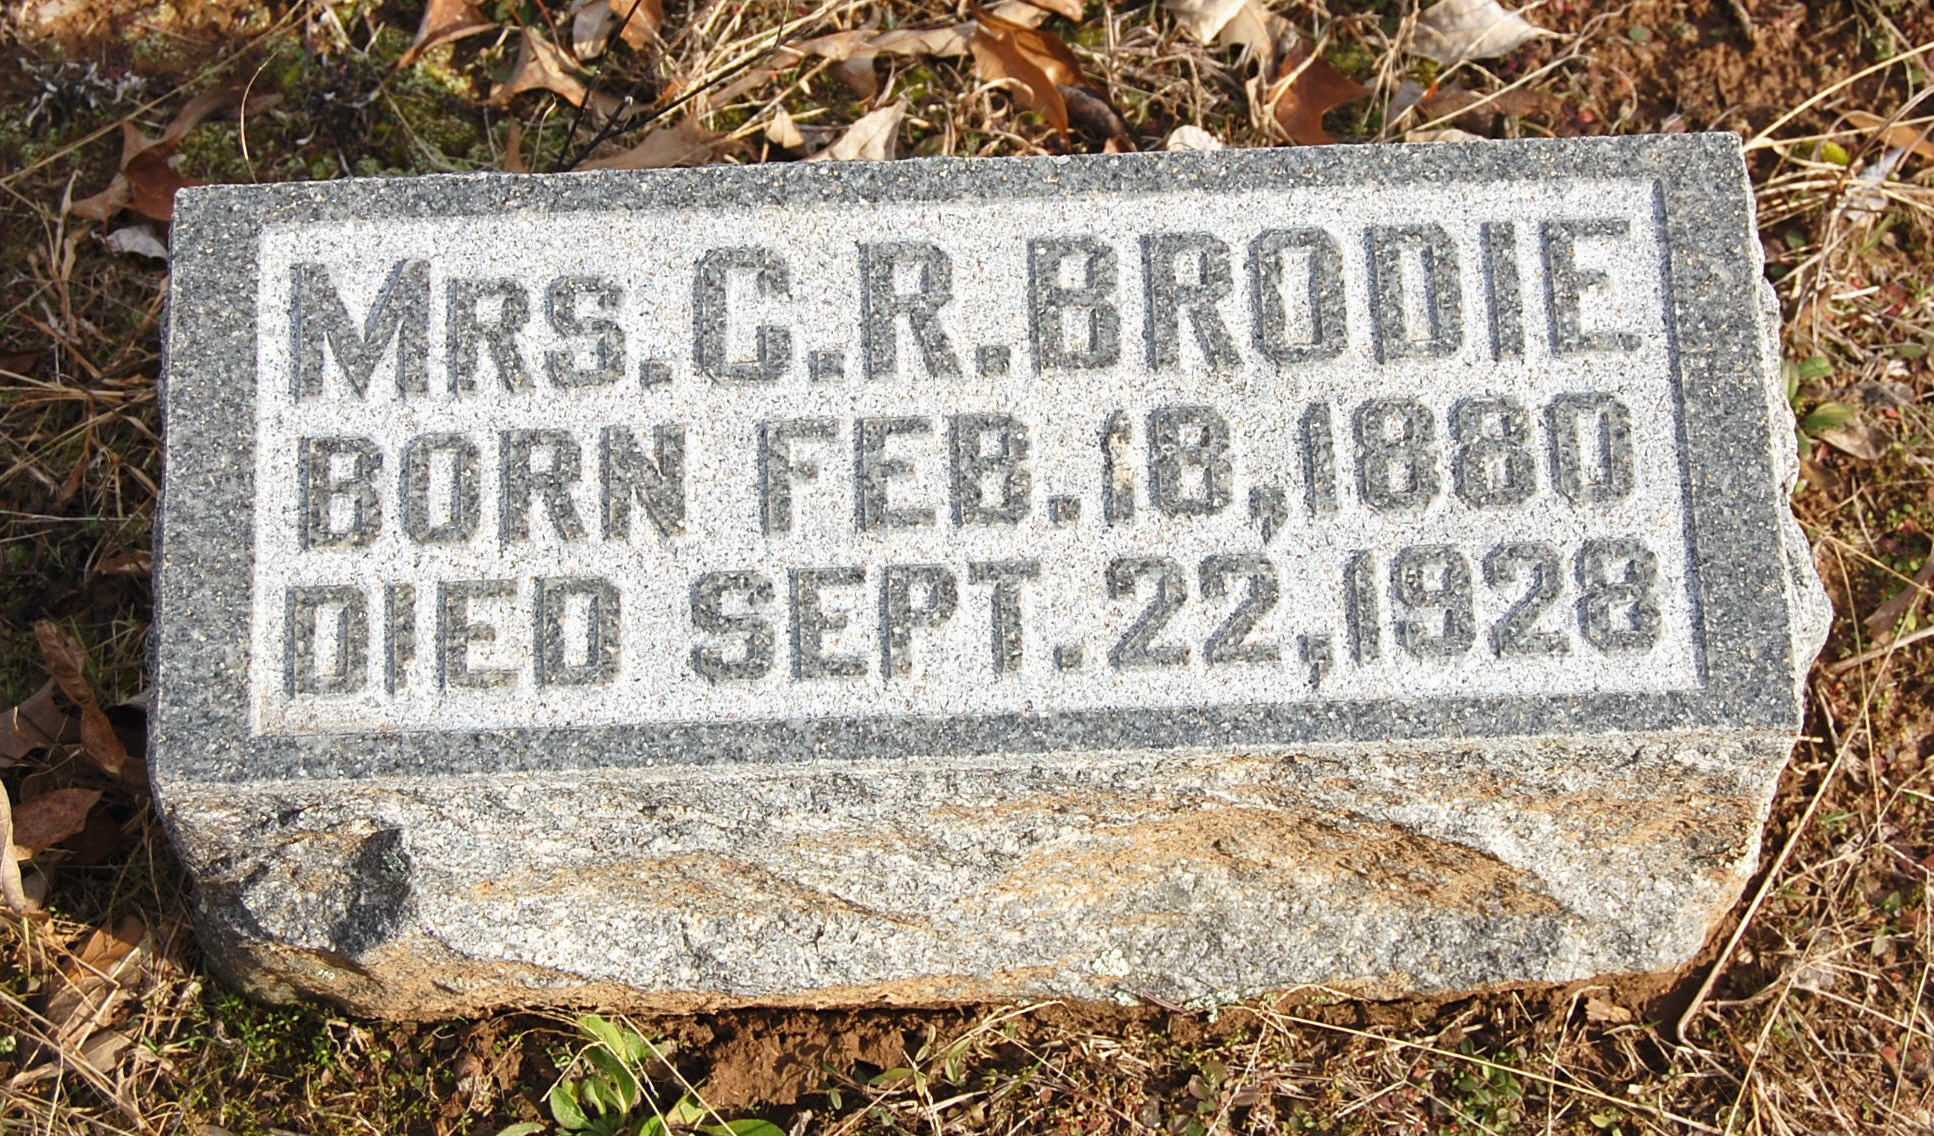 MRS. C. R. BRODIE
BORN FEB. 18, 1880
DIED SEPT. 22, 1928